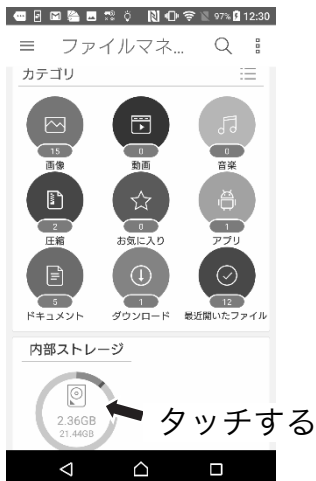 97% 12:30
ファイルマネ...
カテゴリ
15 0 0
画像 動画 音楽
2 0 1
圧縮 お気に入り アプリ
5 1 12
ドキュメント ダウンロード 最近開いたファイル
内部ストレージ
2.36GB
21.44GB
タッチする